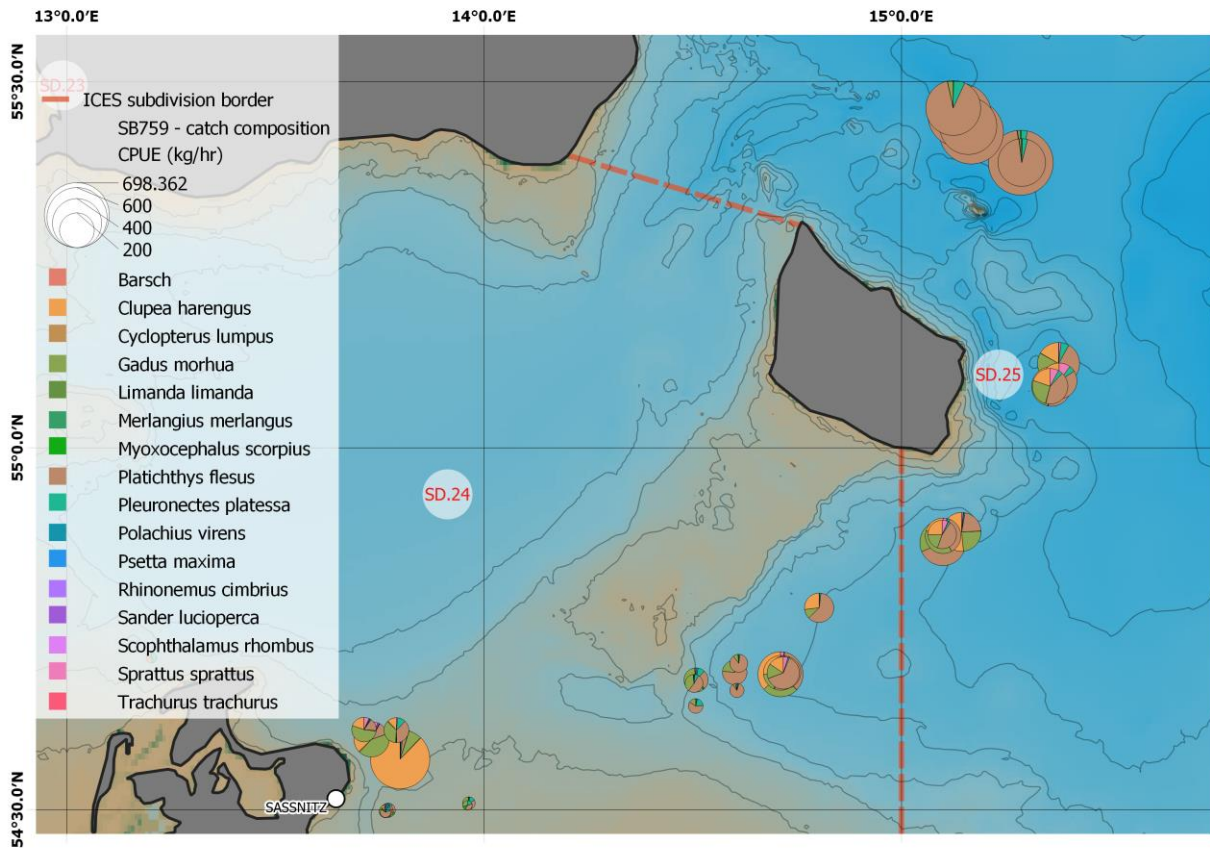 13°0.0'E 14°0.0'E 15°0.0'E
55°30.0'N
SD.23
ICES subdivision border
SB759 - catch composition
CPUE (kg/hr)
698.362
600
400
200
Barsch
Clupea harengus
Cyclopterus lumpus
Gadus morhua
Limanda limanda
Merlangius merlangus
Myoxocephalus scorpius
Platichthys flesus
Pleuronectes platessa
Polachius virens
Psetta maxima
Rhinonemus cimbrius
Sander lucioperca
Scophthalamus rhombus
Sprattus sprattus
Trachurus trachurus
SD.25
55°0.0'N
SD.24
SASSNITZ
54°30.0'N